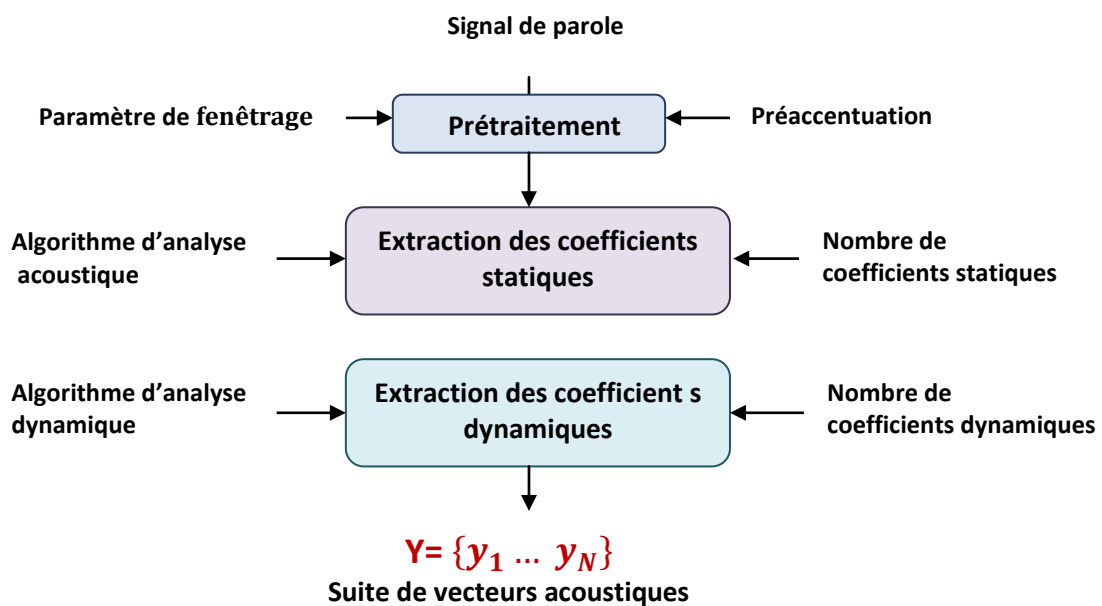 Signal de parole
Paramètre de fenêtrage
Prétraitement
Préaccentuation
Algorithme d’analyse
acoustique
Extraction des coefficients
statiques
Nombre de
coefficients statiques
Algorithme d’analyse
dynamique
Extraction des coefficient s
dynamiques
Nombre de
coefficients dynamiques
Y= {y₁ ... y_N}
Suite de vecteurs acoustiques